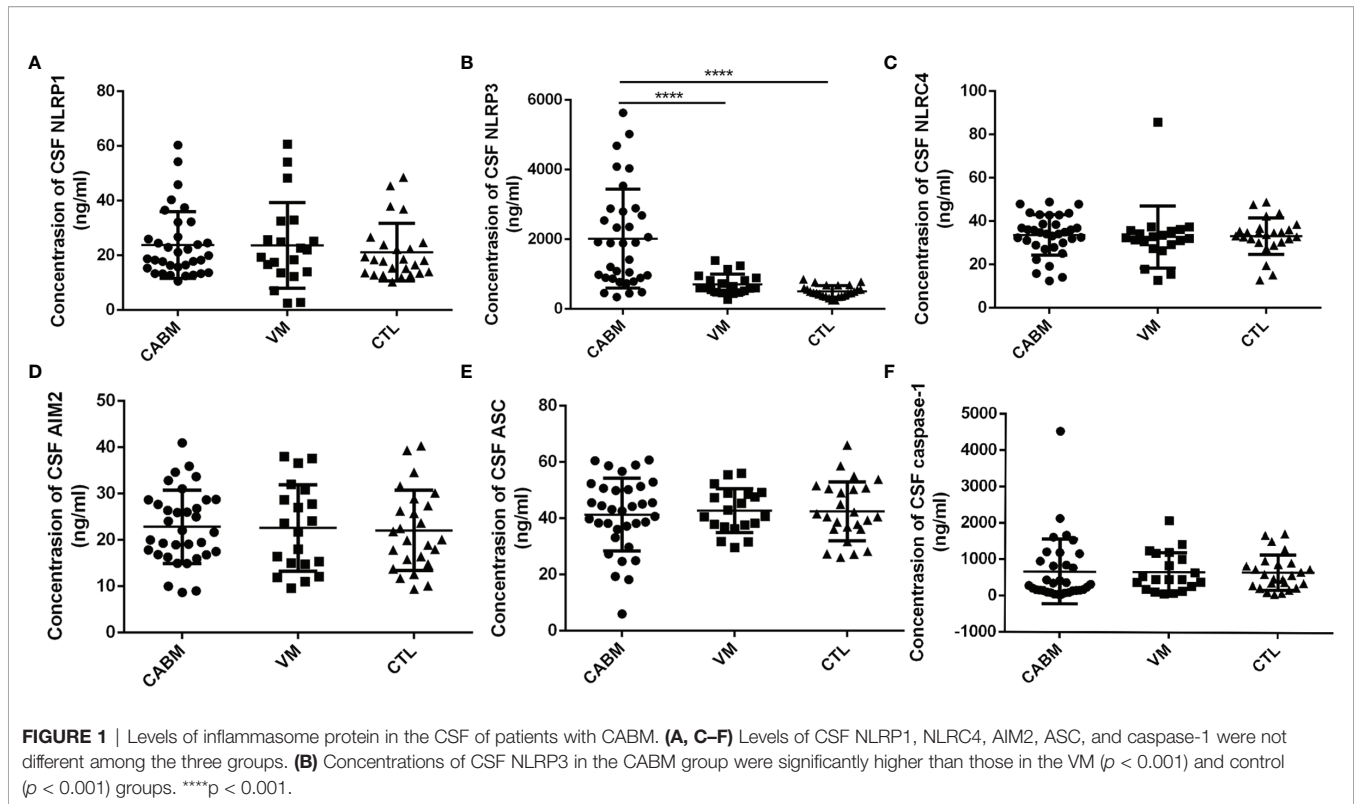 A
Concentrasion of CSF NLRP1
(ng/ml)
80
60
40
20
0
CABM
VM
CTL
B
Concentrasion of CSF NLRP3
(ng/ml)
6000
4000
2000
0
****
****
CABM
VM
CTL
C
Concentrasion of CSF NLRC4
(ng/ml)
100
80
60
40
20
0
CABM
VM
CTL
D
Concentrasion of CSF AIM2
(ng/ml)
50
40
30
20
10
0
CABM
VM
CTL
E
Concentrasion of CSF ASC
(ng/ml)
80
60
40
20
0
CABM
VM
CTL
F
Concentrasion of CSF caspase-1
(ng/ml)
5000
4000
3000
2000
1000
0
-1000
CABM
VM
CTL
FIGURE 1 | Levels of inflammasome protein in the CSF of patients with CABM. (A, C–F) Levels of CSF NLRP1, NLRC4, AIM2, ASC, and caspase-1 were not
different among the three groups. (B) Concentrations of CSF NLRP3 in the CABM group were significantly higher than those in the VM (p < 0.001) and control
(p < 0.001) groups. ****p < 0.001.